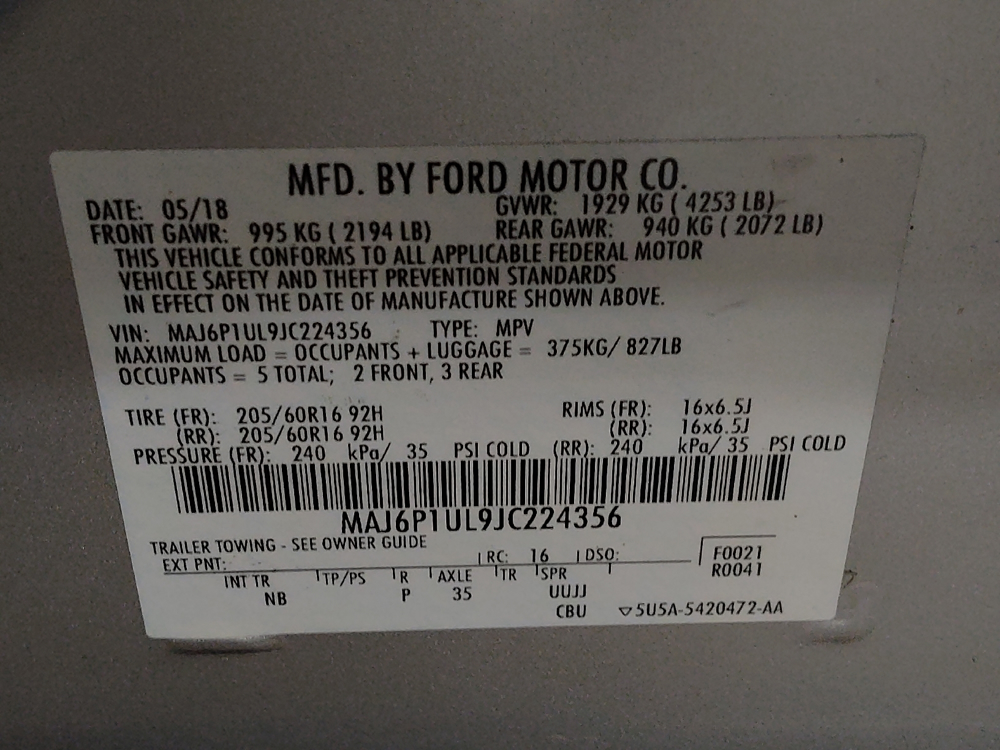 MFD. BY FORD MOTOR CO.
DATE: 05/18 GVWR: 1929 KG ( 4253 LB)
FRONT GAWR: 995 KG ( 2194 LB) REAR GAWR: 940 KG ( 2072 LB)
THIS VEHICLE CONFORMS TO ALL APPLICABLE FEDERAL MOTOR
VEHICLE SAFETY AND THEFT PREVENTION STANDARDS
IN EFFECT ON THE DATE OF MANUFACTURE SHOWN ABOVE.
VIN: MAJ6P1UL9JC224356 TYPE: MPV
MAXIMUM LOAD = OCCUPANTS + LUGGAGE = 375KG/ 827LB
OCCUPANTS = 5 TOTAL; 2 FRONT, 3 REAR
TIRE (FR): 205/60R16 92H RIMS (FR): 16x6.5J
(RR): 205/60R16 92H (RR): 16x6.5J
PRESSURE (FR): 240 kPa/ 35 PSI COLD (RR): 240 kPa/ 35 PSI COLD
MAJ6P1UL9JC224356
TRAILER TOWING - SEE OWNER GUIDE
EXT PNT: RC: 16 DSO: F0021
R0041
INT TR TP/PS R AXLE TR SPR
NB P 35 UUJJ
CBU ▽5U5A-5420472-AA